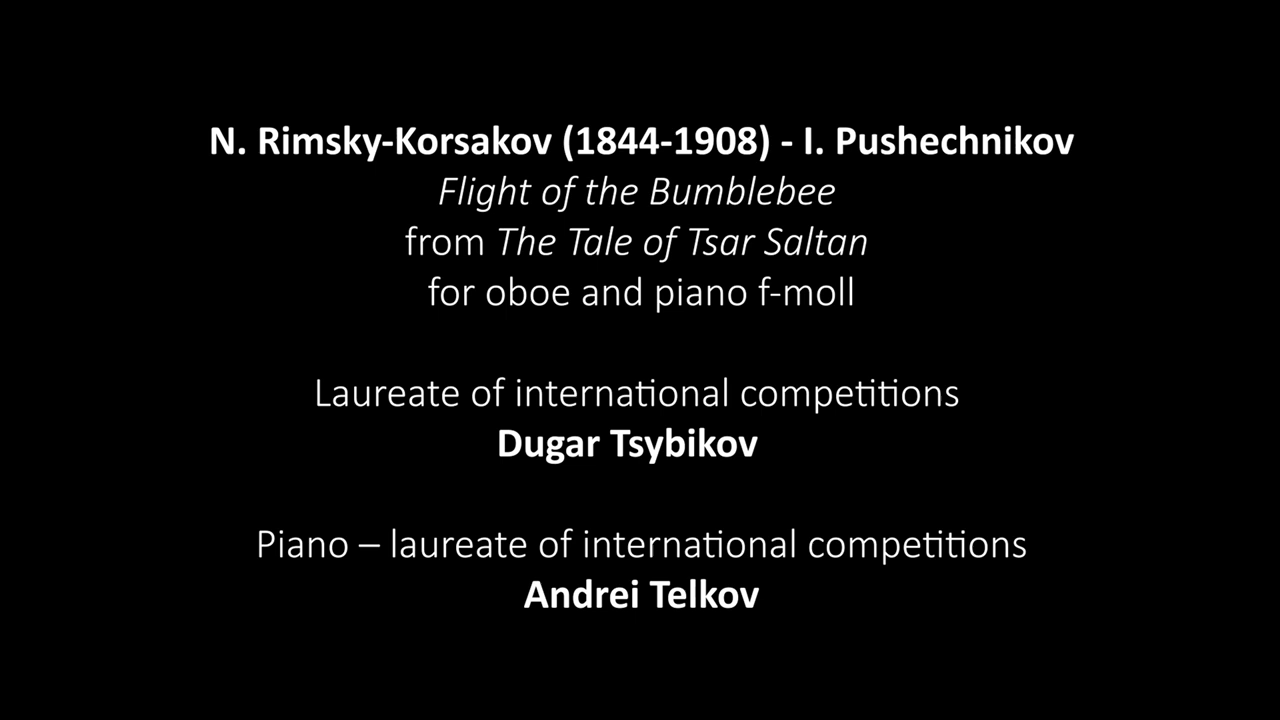 N. Rimsky-Korsakov (1844-1908) - I. Pushechnikov
Flight of the Bumblebee
from The Tale of Tsar Saltan
for oboe and piano f-moll
Laureate of international competitions
Dugar Tsybikov
Piano – laureate of international competitions
Andrei Telkov